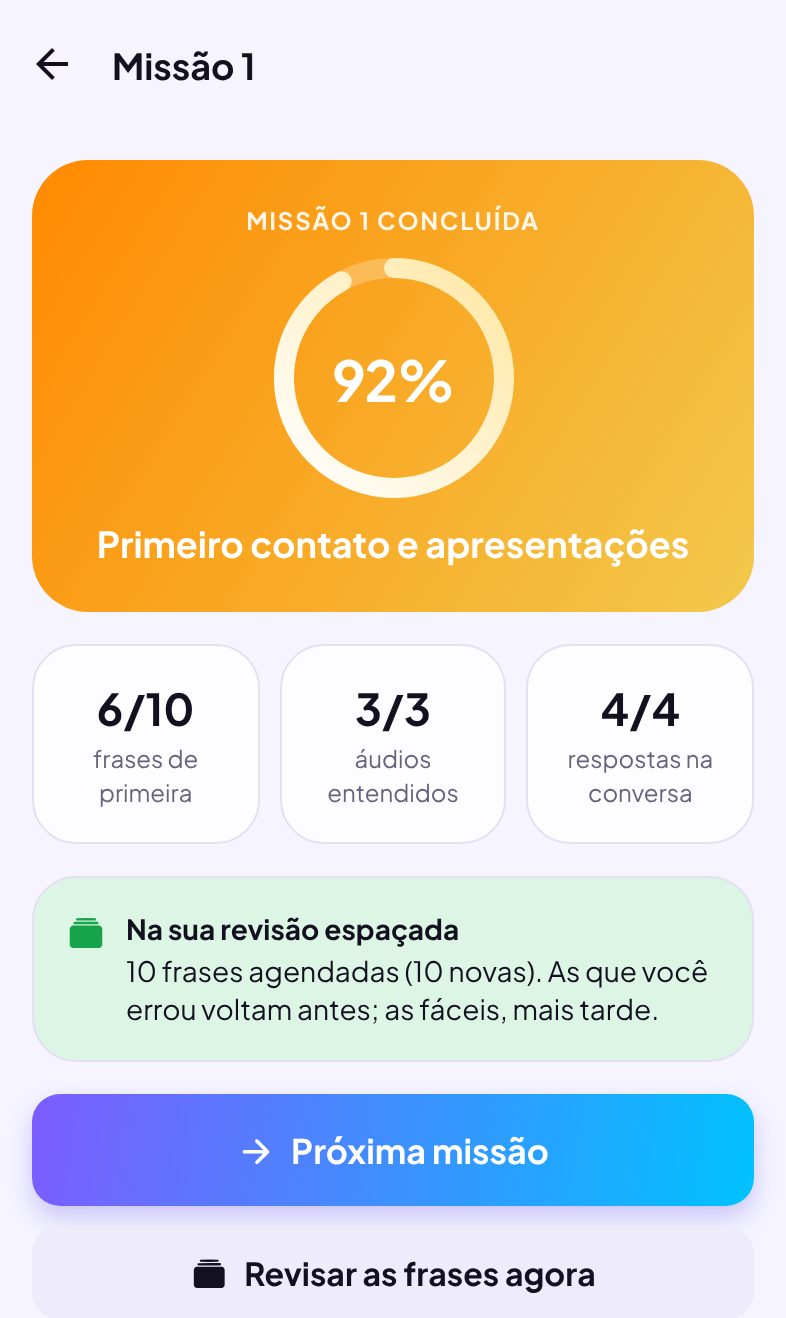 Missão 1
MISSÃO 1 CONCLUÍDA
92%
Primeiro contato e apresentações
6/10
frases de
primeira
3/3
áudios
entendidos
4/4
respostas na
conversa
Na sua revisão espaçada
10 frases agendadas (10 novas). As que você
errou voltam antes; as fáceis, mais tarde.
Próxima missão
Revisar as frases agora